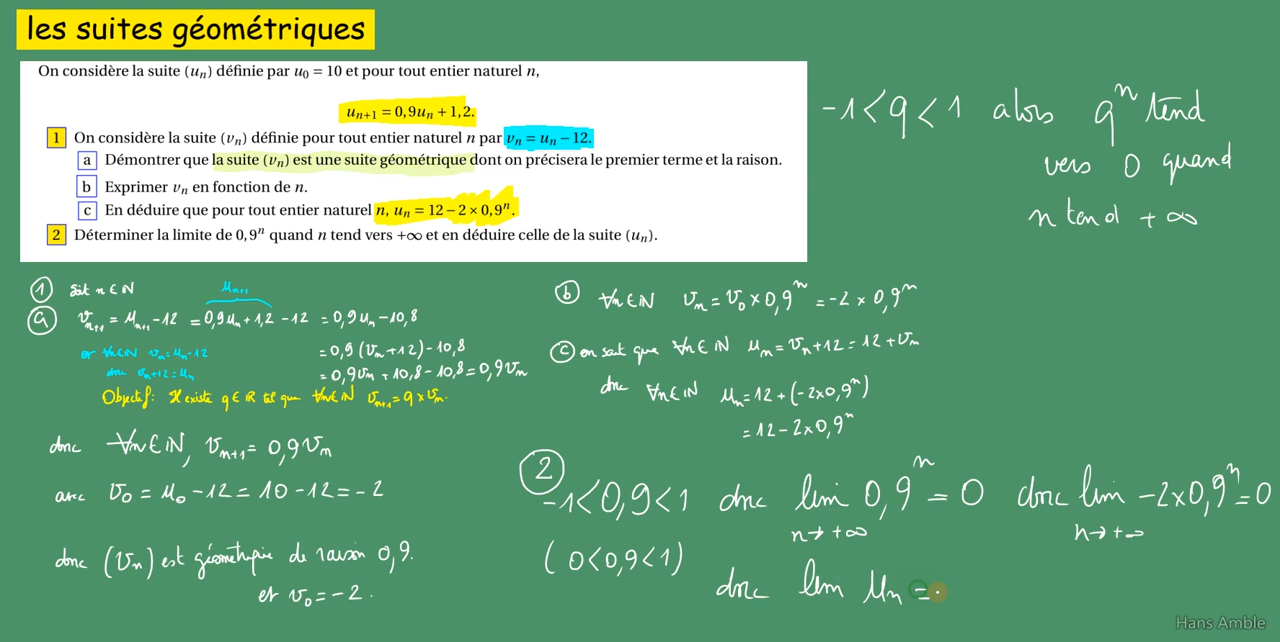 les suites géométriques
On considère la suite (uₙ) définie par u₀ = 10 et pour tout entier naturel n,
uₙ₊₁ = 0,9uₙ + 1,2.
1 On considère la suite (vₙ) définie pour tout entier naturel n par vₙ = uₙ − 12.
a Démontrer que la suite (vₙ) est une suite géométrique dont on précisera le premier terme et la raison.
b Exprimer vₙ en fonction de n.
c En déduire que pour tout entier naturel n, uₙ = 12 − 2 × 0,9ⁿ.
2 Déterminer la limite de 0,9ⁿ quand n tend vers +∞ et en déduire celle de la suite (uₙ).
-1 < q < 1 alors qⁿ tend
vers 0 quand
n tend +∞
1 Soit n ∈ ℕ
uₙ₊₁
a vₙ₊₁ = uₙ₊₁ - 12 = 0,9uₙ + 1,2 - 12 = 0,9uₙ - 10,8
or ∀n∈ℕ vₙ = uₙ - 12
= 0,9(vₙ + 12) - 10,8
donc vₙ + 12 = uₙ
= 0,9vₙ + 10,8 - 10,8 = 0,9vₙ
Objectif: Il existe q ∈ ℝ tel que ∀n∈ℕ vₙ₊₁ = q × vₙ.
donc ∀n∈ℕ, vₙ₊₁ = 0,9vₙ
avec v₀ = u₀ - 12 = 10 - 12 = -2
donc (vₙ) est géométrique de raison 0,9.
et v₀ = -2.
b ∀n∈ℕ vₙ = v₀ × 0,9ⁿ = -2 × 0,9ⁿ
c on sait que ∀n∈ℕ uₙ = vₙ + 12 = 12 + vₙ
donc ∀n∈ℕ uₙ = 12 + (-2×0,9ⁿ)
= 12 - 2×0,9ⁿ
2
-1 < 0,9 < 1 donc lim 0,9ⁿ = 0 donc lim -2×0,9ⁿ = 0
n→+∞ n→+∞
(0 < 0,9 < 1)
donc lim uₙ =
Hans Amble